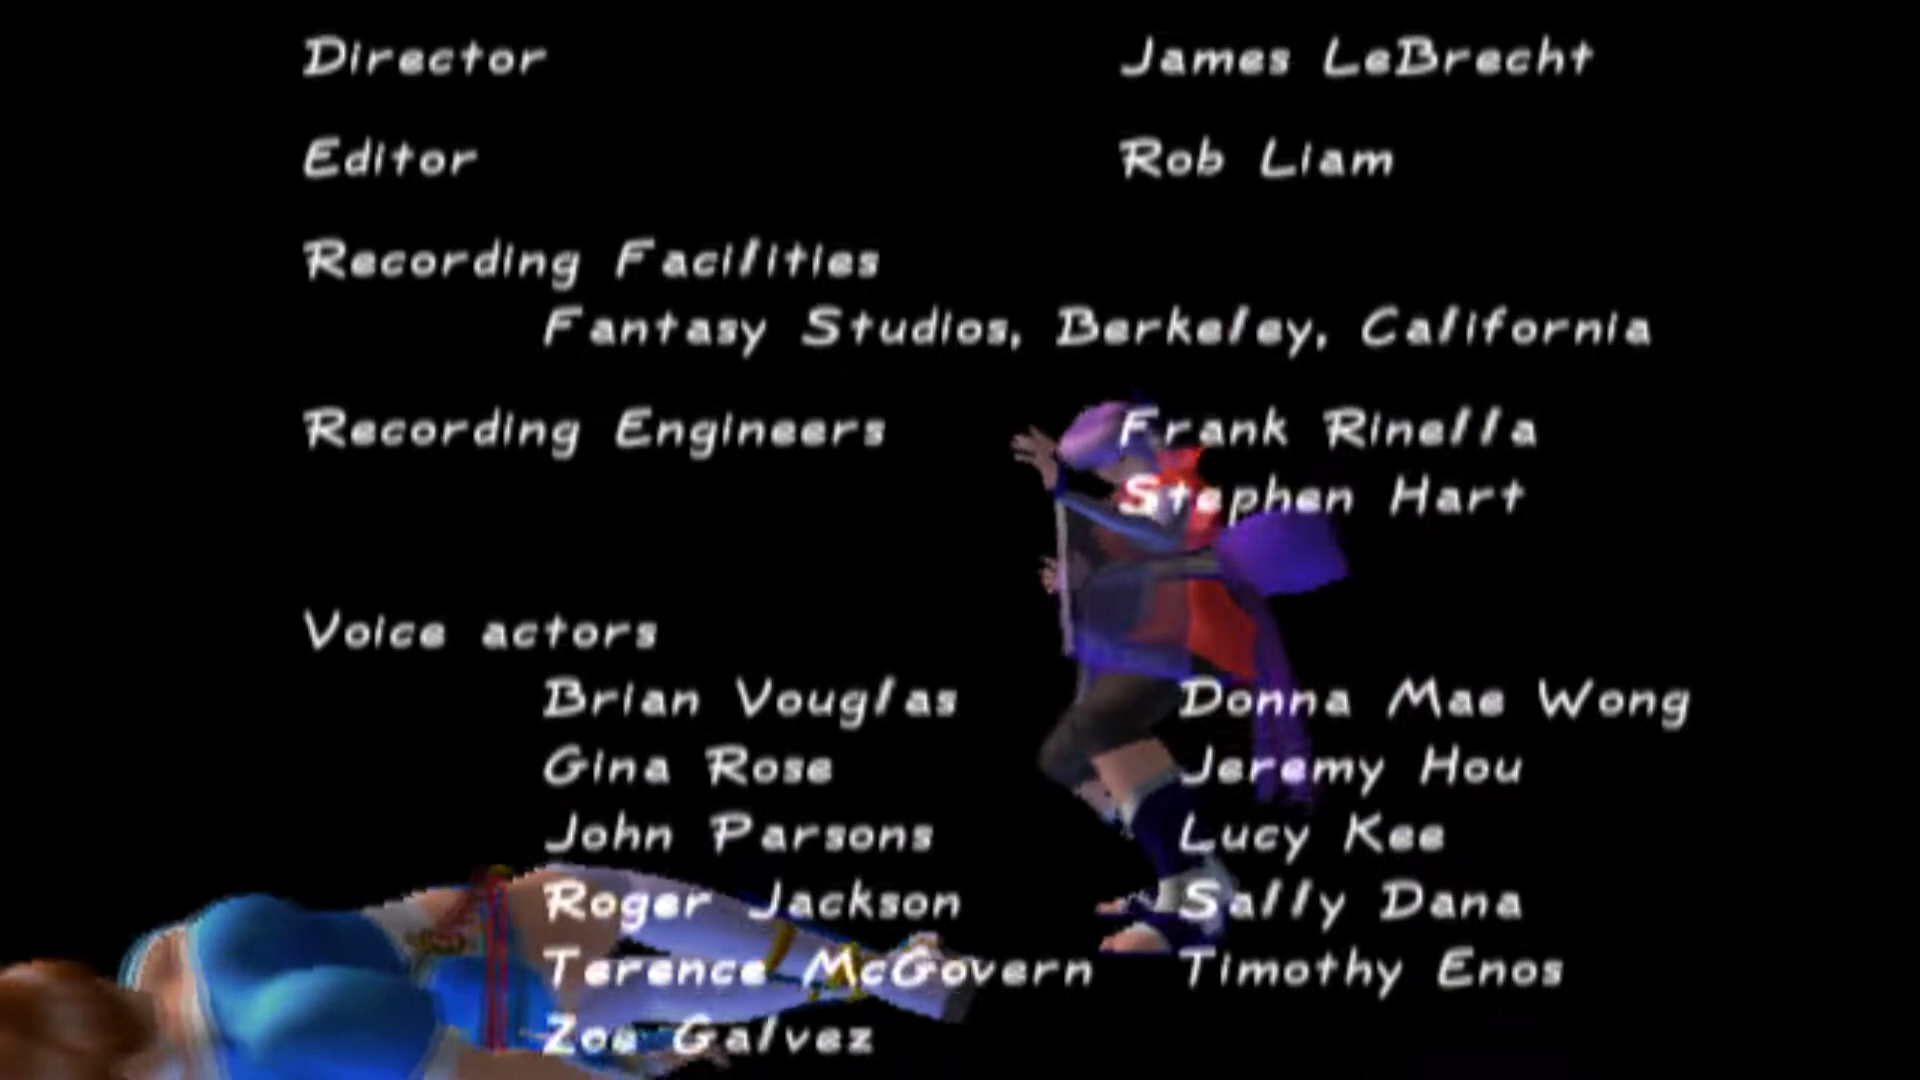 Director James LeBrecht
Editor Rob Liam
Recording Facilities
Fantasy Studios, Berkeley, California
Recording Engineers Frank Rinella
Stephen Hart
Voice actors
Brian Vouglas Donna Mae Wong
Gina Rose Jeremy Hou
John Parsons Lucy Kee
Roger Jackson Sally Dana
Terence McGovern Timothy Enos
Zoe Galvez